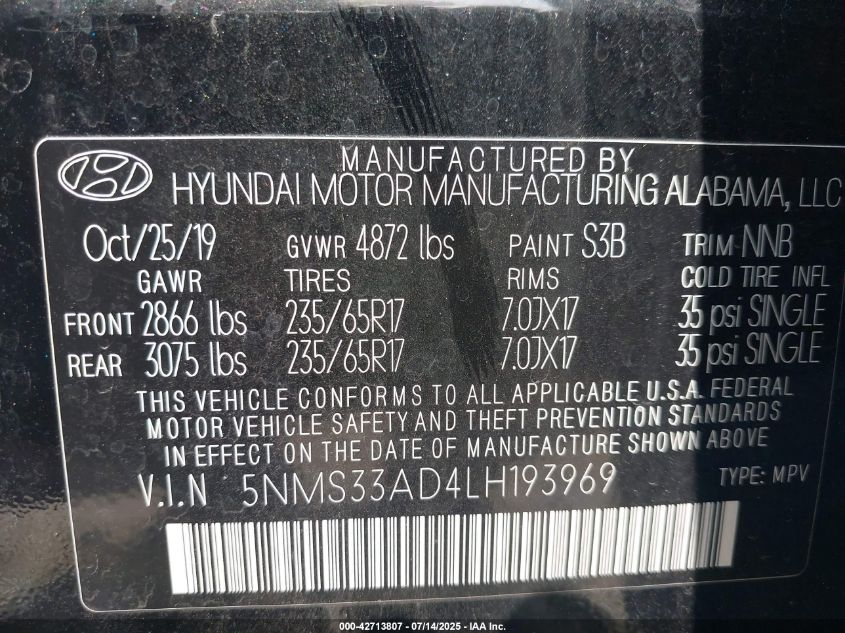 MANUFACTURED BY
HYUNDAI MOTOR MANUFACTURING ALABAMA, LLC
Oct/25/19 GVWR 4872 lbs PAINT S3B TRIM NNB
GAWR TIRES RIMS COLD TIRE INFL
FRONT 2866 lbs 235/65R17 7.0JX17 35 psi SINGLE
REAR 3075 lbs 235/65R17 7.0JX17 35 psi SINGLE
THIS VEHICLE CONFORMS TO ALL APPLICABLE U.S.A. FEDERAL
MOTOR VEHICLE SAFETY AND THEFT PREVENTION STANDARDS
IN EFFECT ON THE DATE OF MANUFACTURE SHOWN ABOVE
V.I.N 5NMS33AD4LH193969 TYPE: MPV
000-42713807 - 07/14/2025 - IAA Inc.